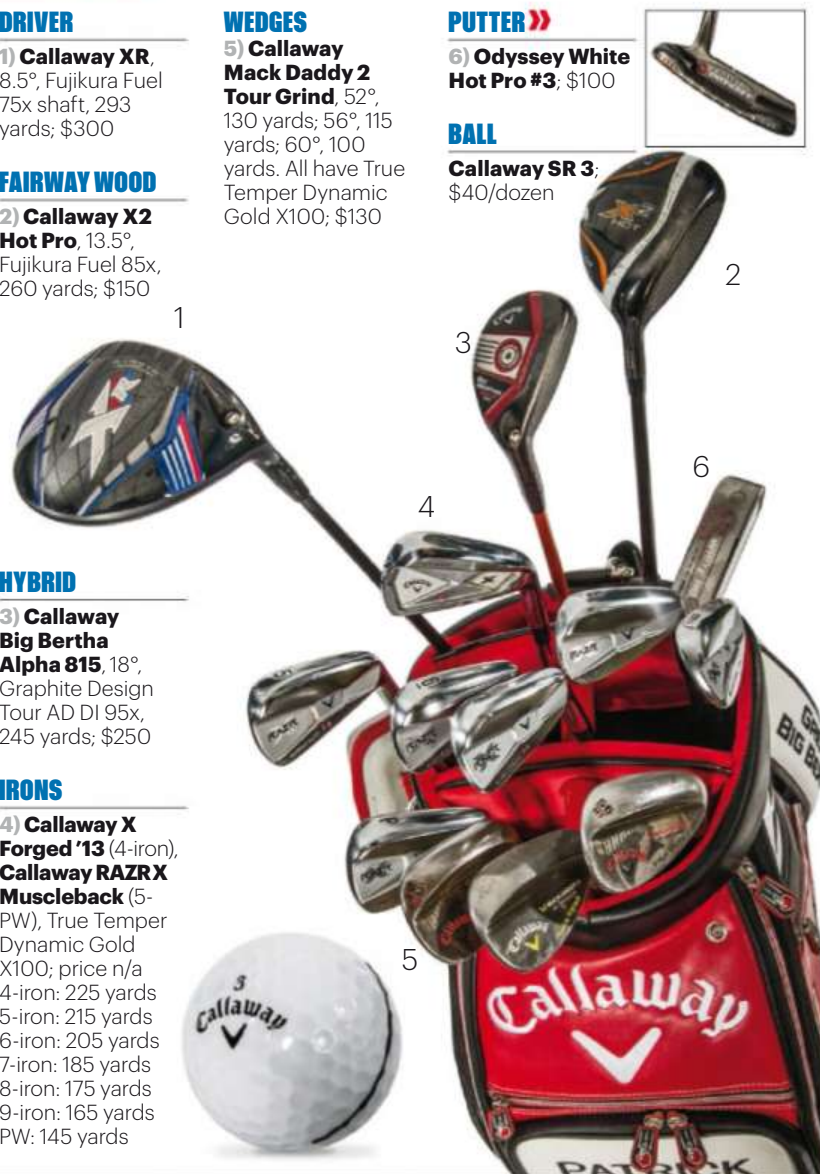 DRIVER
1) Callaway XR,
8.5°, Fujikura Fuel
75x shaft, 293
yards; $300
FAIRWAY WOOD
2) Callaway X2
Hot Pro, 13.5°,
Fujikura Fuel 85x,
260 yards; $150
WEDGES
5) Callaway
Mack Daddy 2
Tour Grind, 52°,
130 yards; 56°, 115
yards; 60°, 100
yards. All have True
Temper Dynamic
Gold X100; $130
PUTTER
6) Odyssey White
Hot Pro #3; $100
BALL
Callaway SR 3;
$40/dozen
1
2
3
4
6
5
HYBRID
3) Callaway
Big Bertha
Alpha 815, 18°,
Graphite Design
Tour AD DI 95x,
245 yards; $250
IRONS
4) Callaway X
Forged '13 (4-iron),
Callaway RAZR X
Muscleback (5-
PW), True Temper
Dynamic Gold
X100; price n/a
4-iron: 225 yards
5-iron: 215 yards
6-iron: 205 yards
7-iron: 185 yards
8-iron: 175 yards
9-iron: 165 yards
PW: 145 yards
3
Callaway
Callaway
BIG
PATRICK